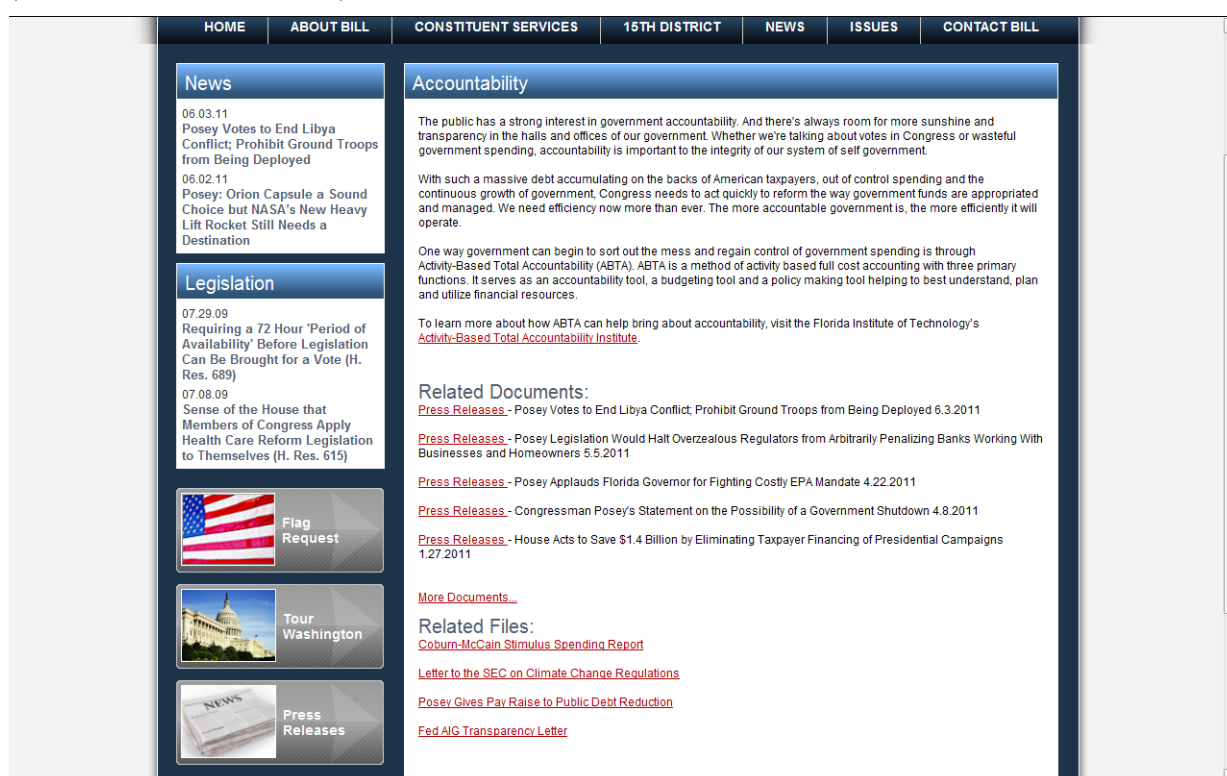 HOME ABOUT BILL CONSTITUENT SERVICES 15TH DISTRICT NEWS ISSUES CONTACT BILL
News
06.03.11
Posey Votes to End Libya
Conflict; Prohibit Ground Troops
from Being Deployed
06.02.11
Posey: Orion Capsule a Sound
Choice but NASA's New Heavy
Lift Rocket Still Needs a
Destination
Legislation
07.29.09
Requiring a 72 Hour 'Period of
Availability' Before Legislation
Can Be Brought for a Vote (H.
Res. 689)
07.08.09
Sense of the House that
Members of Congress Apply
Health Care Reform Legislation
to Themselves (H. Res. 615)
Flag
Request
Tour
Washington
NEWS
Press
Releases
Accountability
The public has a strong interest in government accountability. And there's always room for more sunshine and
transparency in the halls and offices of our government. Whether we're talking about votes in Congress or wasteful
government spending, accountability is important to the integrity of our system of self government.
With such a massive debt accumulating on the backs of American taxpayers, out of control spending and the
continuous growth of government, Congress needs to act quickly to reform the way government funds are appropriated
and managed. We need efficiency now more than ever. The more accountable government is, the more efficiently it will
operate.
One way government can begin to sort out the mess and regain control of government spending is through
Activity-Based Total Accountability (ABTA). ABTA is a method of activity based full cost accounting with three primary
functions. It serves as an accountability tool, a budgeting tool and a policy making tool helping to best understand, plan
and utilize financial resources.
To learn more about how ABTA can help bring about accountability, visit the Florida Institute of Technology's
Activity-Based Total Accountability Institute.
Related Documents:
Press Releases - Posey Votes to End Libya Conflict; Prohibit Ground Troops from Being Deployed 6.3.2011
Press Releases - Posey Legislation Would Halt Overzealous Regulators from Arbitrarily Penalizing Banks Working With
Businesses and Homeowners 5.5.2011
Press Releases - Posey Applauds Florida Governor for Fighting Costly EPA Mandate 4.22.2011
Press Releases - Congressman Posey's Statement on the Possibility of a Government Shutdown 4.8.2011
Press Releases - House Acts to Save $1.4 Billion by Eliminating Taxpayer Financing of Presidential Campaigns
1.27.2011
More Documents...
Related Files:
Coburn-McCain Stimulus Spending Report
Letter to the SEC on Climate Change Regulations
Posey Gives Pay Raise to Public Debt Reduction
Fed AIG Transparency Letter